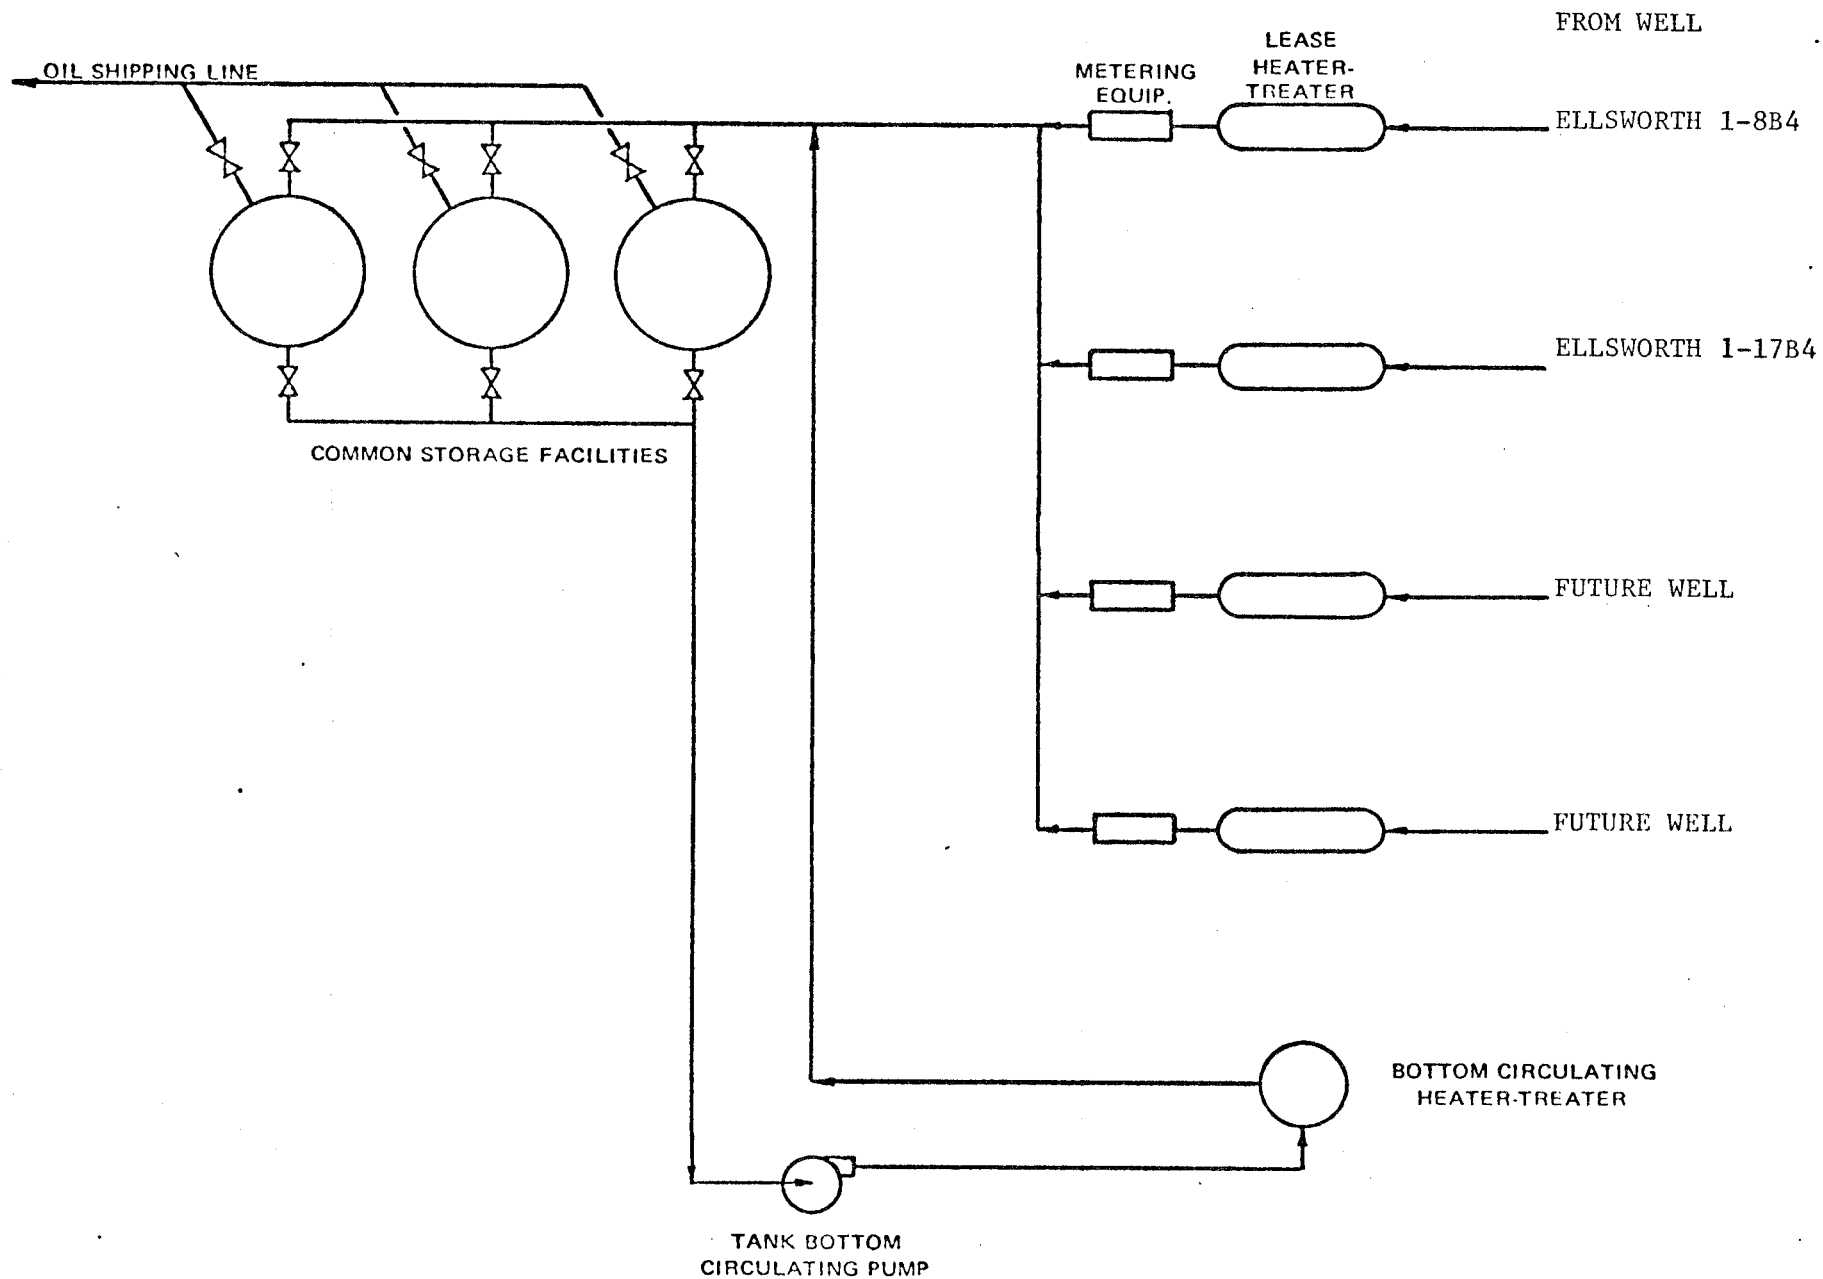 FROM WELL
OIL SHIPPING LINE
METERING
EQUIP.
LEASE
HEATER-
TREATER
ELLSWORTH 1-8B4
ELLSWORTH 1-17B4
COMMON STORAGE FACILITIES
FUTURE WELL
FUTURE WELL
BOTTOM CIRCULATING
HEATER-TREATER
TANK BOTTOM
CIRCULATING PUMP